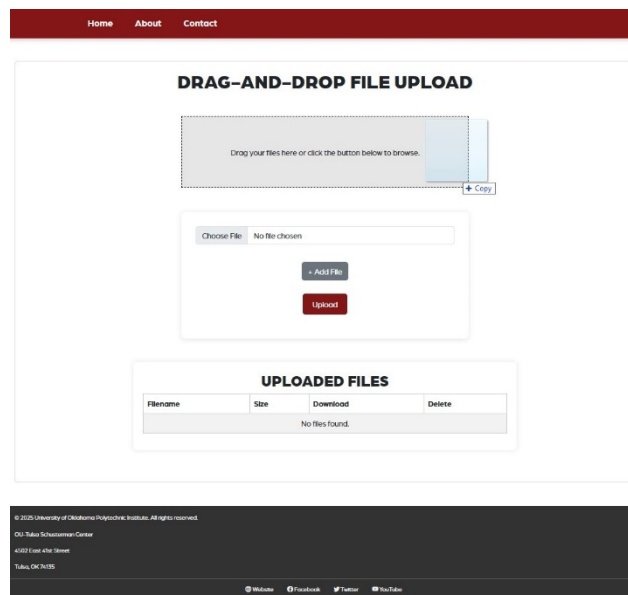 Home About Contact
DRAG-AND-DROP FILE UPLOAD
Drag your files here or click the button below to browse.
+ Copy
Choose File No file chosen
+ Add File
Upload
UPLOADED FILES
Filename Size Download Delete
No files found.
© 2025 University of Oklahoma Polytechnic Institute. All rights reserved.
OU-Tulsa Schusterman Center
4502 East 41st Street
Tulsa, OK 74135
Website Facebook Twitter YouTube